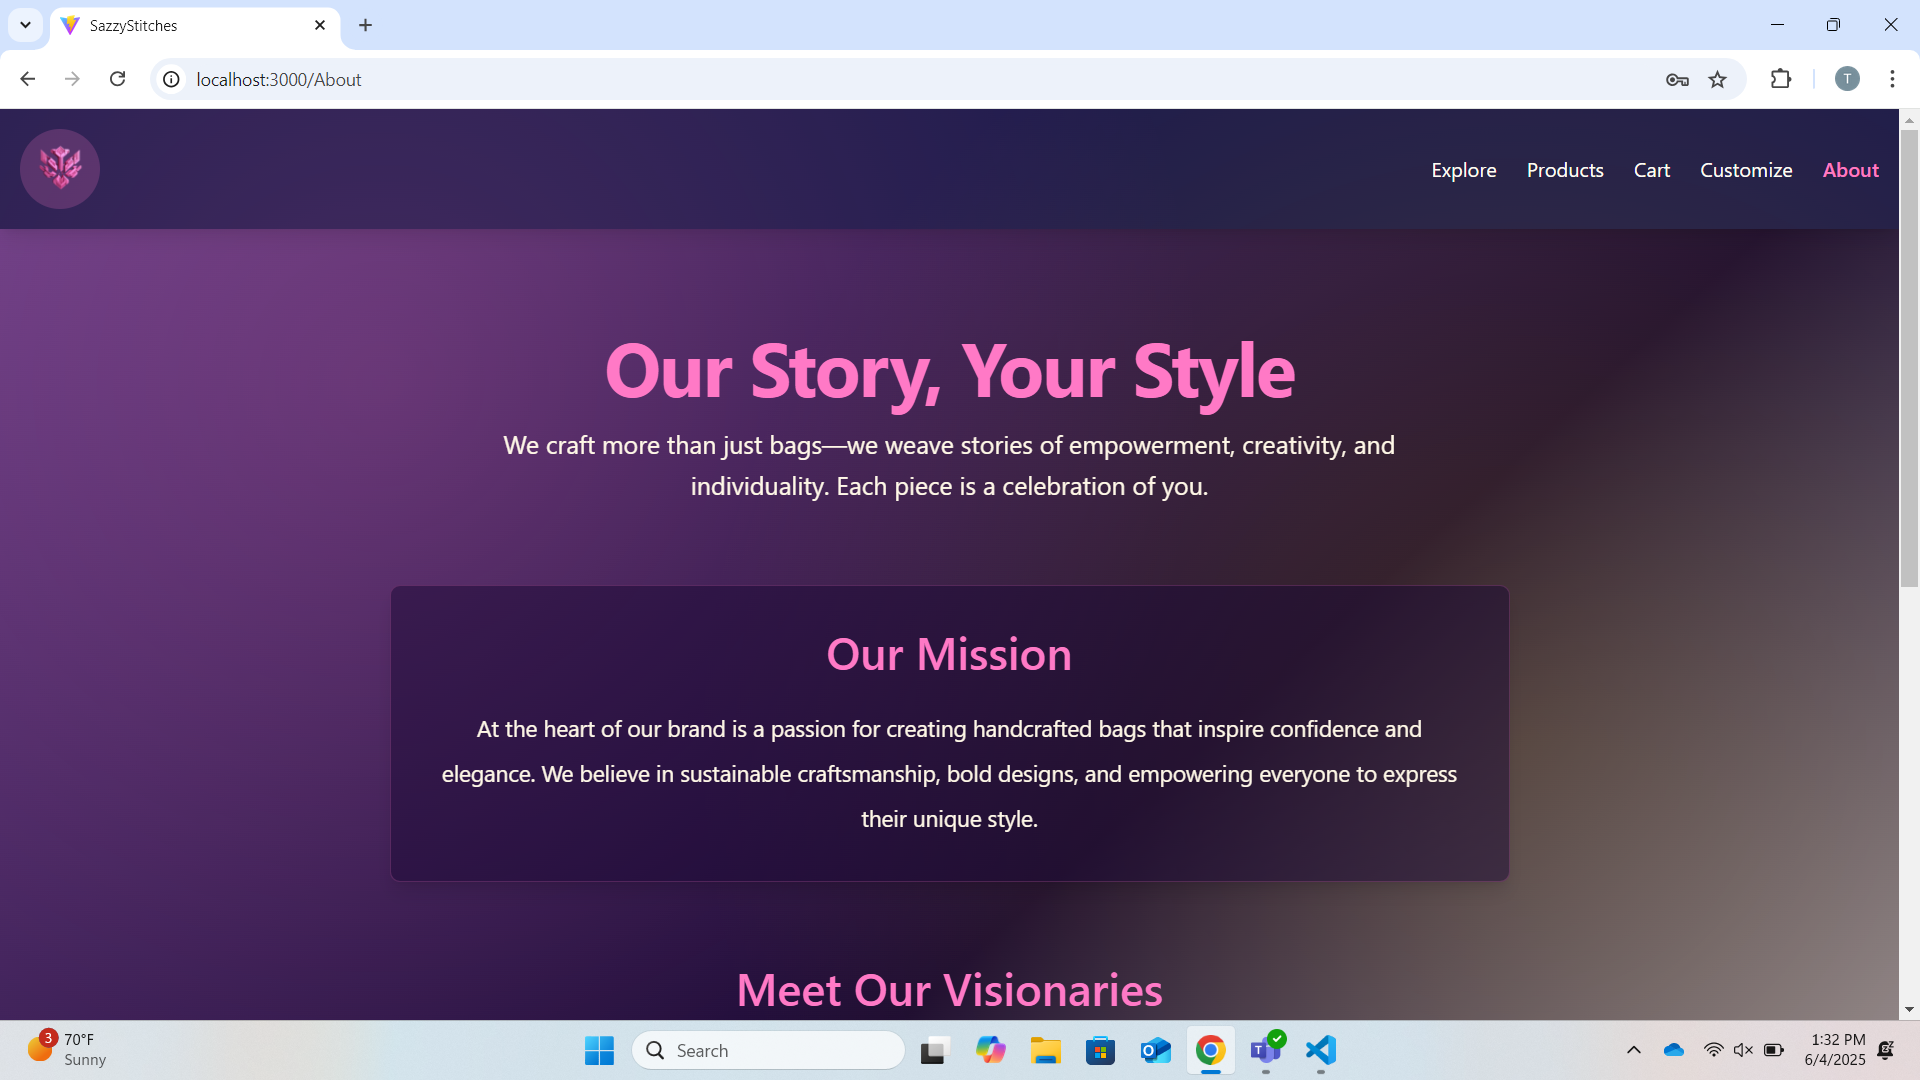 SazzyStitches
localhost:3000/About
T
Explore Products Cart Customize About
Our Story, Your Style
We craft more than just bags—we weave stories of empowerment, creativity, and
individuality. Each piece is a celebration of you.
Our Mission
At the heart of our brand is a passion for creating handcrafted bags that inspire confidence and
elegance. We believe in sustainable craftsmanship, bold designs, and empowering everyone to express
their unique style.
Meet Our Visionaries
3
70°F
Sunny
Search
1:32 PM
6/4/2025